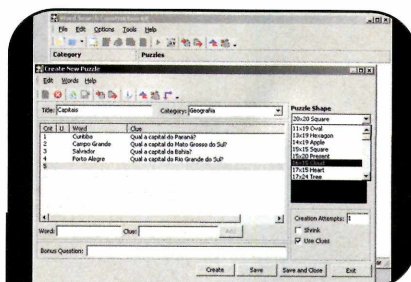 Word Search Construction Kit
File Edit Options Tools Help
Category Puzzles
Create New Puzzle
Edit Words Help
Title: Capitais Category: Geografia
Puzzle Shape
20x20 Square
Cnt U Word Clue
1 Curitiba Qual a capital do Paraná?
2 Campo Grande Qual a capital do Mato Grosso do Sul?
3 Salvador Qual a capital da Bahia?
4 Porto Alegre Qual a capital do Rio Grande do Sul?
5
11x19 Oval
13x19 Hexagon
14x19 Apple
15x15 Square
15x20 Present
16x15 Cloud
17x15 Heart
17x24 Tree
Creation Attempts: 1
Shrink
Use Clues
Word: Clue: Add
Bonus Question:
Create Save Save and Close Exit